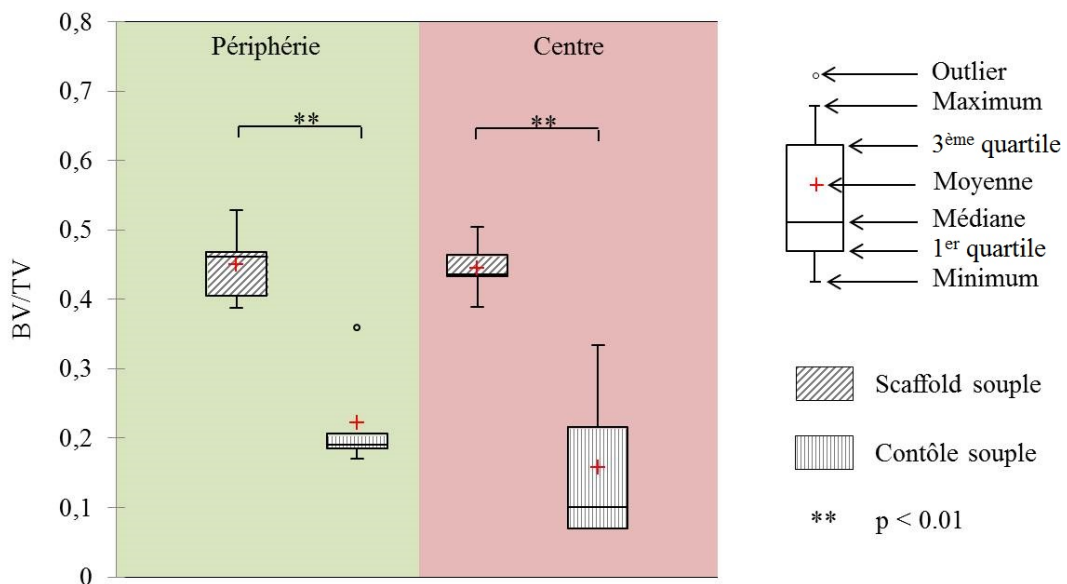 0,8
0,7
0,6
0,5
0,4
0,3
0,2
0,1
0
BV/TV
Périphérie
Centre
**
**
Outlier
Maximum
3ème quartile
Moyenne
Médiane
1er quartile
Minimum
Scaffold souple
Contôle souple
** p < 0.01